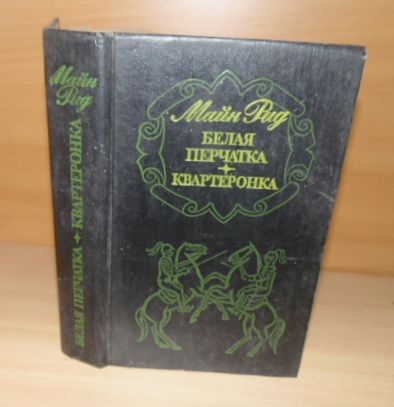 Майн Рид
БЕЛАЯ
ПЕРЧАТКА
КВАРТЕРОНКА
Майн
Рид
БЕЛАЯ ПЕРЧАТКА + КВАРТЕРОНКА